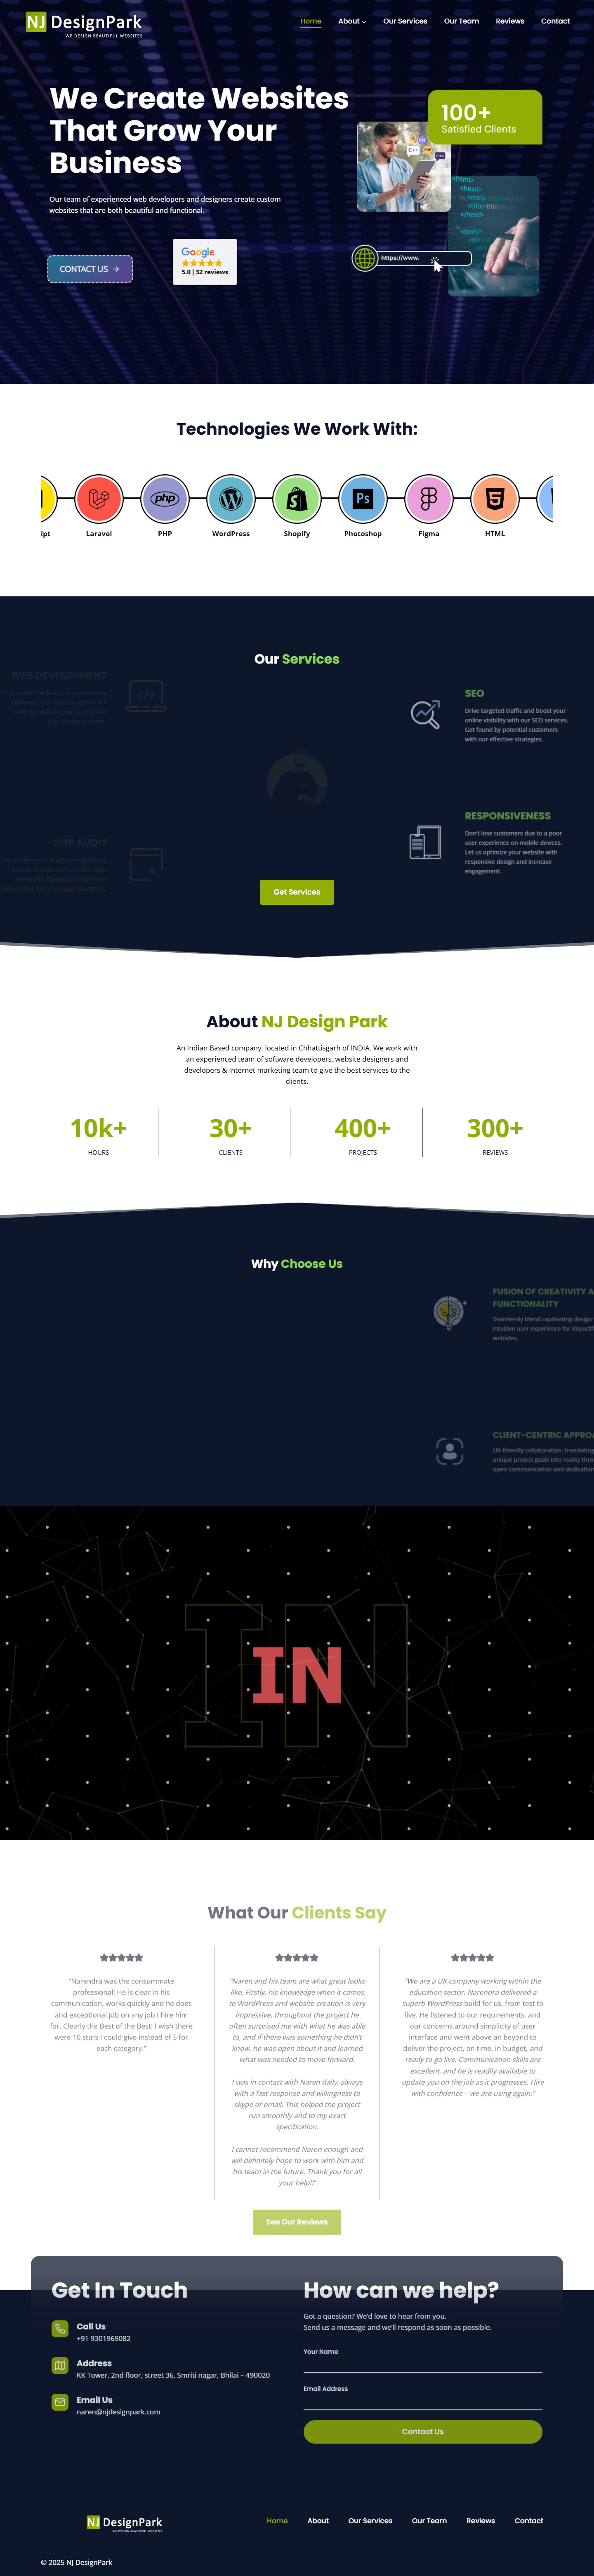 NJ DesignPark
WE DESIGN BEAUTIFUL WEBSITES
Home
About
Our Services
Our Team
Reviews
Contact
We Create Websites
That Grow Your
Business
Our team of experienced web developers and designers create custom
websites that are both beautiful and functional.
CONTACT US →
Google
5.0 | 32 reviews
100+
Satisfied Clients
<html>
<head>
<body>
https://www.
Technologies We Work With:
ipt
Laravel
php
PHP
WordPress
Shopify
Ps
Photoshop
Figma
HTML
Our Services
WEB DEVELOPMENT
SEO
Drive targeted traffic and boost your
online visibility with our SEO services.
Get found by potential customers
with our effective strategies.
SITE AUDIT
RESPONSIVENESS
Don't lose customers due to a poor
user experience on mobile devices.
Let us optimize your website with
responsive design and increase
engagement.
Get Services
About NJ Design Park
An Indian Based company, located in Chhattisgarh of INDIA. We work with
an experienced team of software developers, website designers and
developers & Internet marketing team to give the best services to the
clients.
10k+
HOURS
30+
CLIENTS
400+
PROJECTS
300+
REVIEWS
Why Choose Us
FUSION OF CREATIVITY A
FUNCTIONALITY
Seamlessly blend captivating design
intuitive user experience for impactf
websites.
CLIENT-CENTRIC APPROA
UK-friendly collaboration, translating
unique project goals into reality thro
open communication and dedication
IN
IN
What Our Clients Say
"Narendra was the consummate
professional! He is clear in his
communication, works quickly and he does
and exceptional job on any job I hire him
for. Clearly the Best of the Best! I wish there
were 10 stars I could give instead of 5 for
each category."
"Naren and his team are what great looks
like. Firstly, his knowledge when it comes
to WordPress and website creation is very
impressive, throughout the project he
often surprised me with what he was able
to, and if there was something he didn't
know, he was open about it and learned
what was needed to move forward.
I was in contact with Naren daily, always
with a fast response and willingness to
skype or email. This helped the project
run smoothly and to my exact
specification.
I cannot recommend Naren enough and
will definitely hope to work with him and
his team in the future. Thank you for all
your help!!"
"We are a UK company working within the
education sector. Narendra delivered a
superb WordPress build for us, from test to
live. He listened to our requirements, and
our concerns around simplicity of user
interface and went above an beyond to
deliver the project, on time, in budget, and
ready to go live. Communication skills are
excellent, and he is readily available to
update you on the job as it progresses. Hire
with confidence – we are using again."
See Our Reviews
Get In Touch
Call Us
+91 9301969082
Address
KK Tower, 2nd floor, street 36, Smriti nagar, Bhilai – 490020
Email Us
naren@njdesignpark.com
How can we help?
Got a question? We'd love to hear from you.
Send us a message and we'll respond as soon as possible.
Your Name
Email Address
Contact Us
NJ DesignPark
WE DESIGN BEAUTIFUL WEBSITES
Home
About
Our Services
Our Team
Reviews
Contact
© 2025 NJ DesignPark